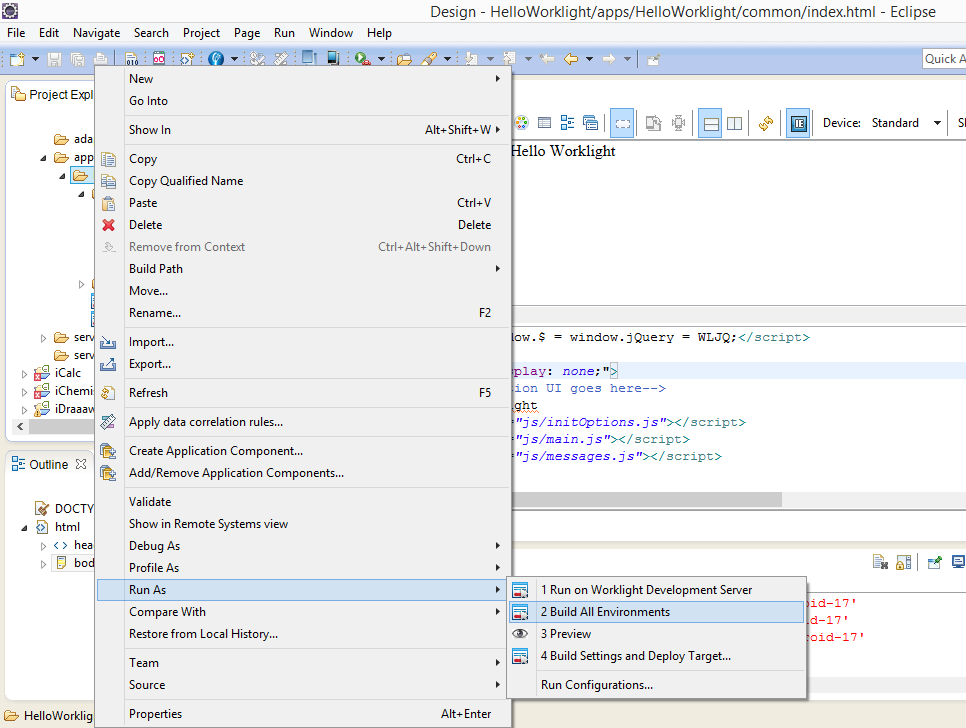 Design - HelloWorklight/apps/HelloWorklight/common/index.html - Eclipse
File Edit Navigate Search Project Page Run Window Help
Quick A
Project Expl
ada
app
serv
serv
iCalc
iChemi
iDraaaw
Outline
DOCTY
html
hea
bod
HelloWorklig
New
Go Into
Show In Alt+Shift+W
Copy Ctrl+C
Copy Qualified Name
Paste Ctrl+V
Delete Delete
Remove from Context Ctrl+Alt+Shift+Down
Build Path
Move...
Rename... F2
Import...
Export...
Refresh F5
Apply data correlation rules...
Create Application Component...
Add/Remove Application Components...
Validate
Show in Remote Systems view
Debug As
Profile As
Run As
Compare With
Restore from Local History...
Team
Source
Properties Alt+Enter
1 Run on Worklight Development Server
2 Build All Environments
3 Preview
4 Build Settings and Deploy Target...
Run Configurations...
Device: Standard
Hello Worklight
dow.$ = window.jQuery = WLJQ;</script>
splay: none;">
ion UI goes here-->
ght
="js/initOptions.js"></script>
="js/main.js"></script>
="js/messages.js"></script>
oid-17'
d-17'
roid-17'